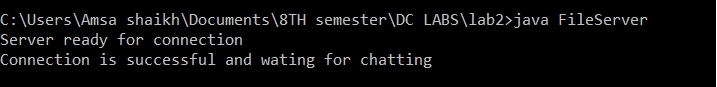 C:\Users\Amsa shaikh\Documents\8TH semester\DC LABS\lab2>java FileServer
Server ready for connection
Connection is successful and wating for chatting